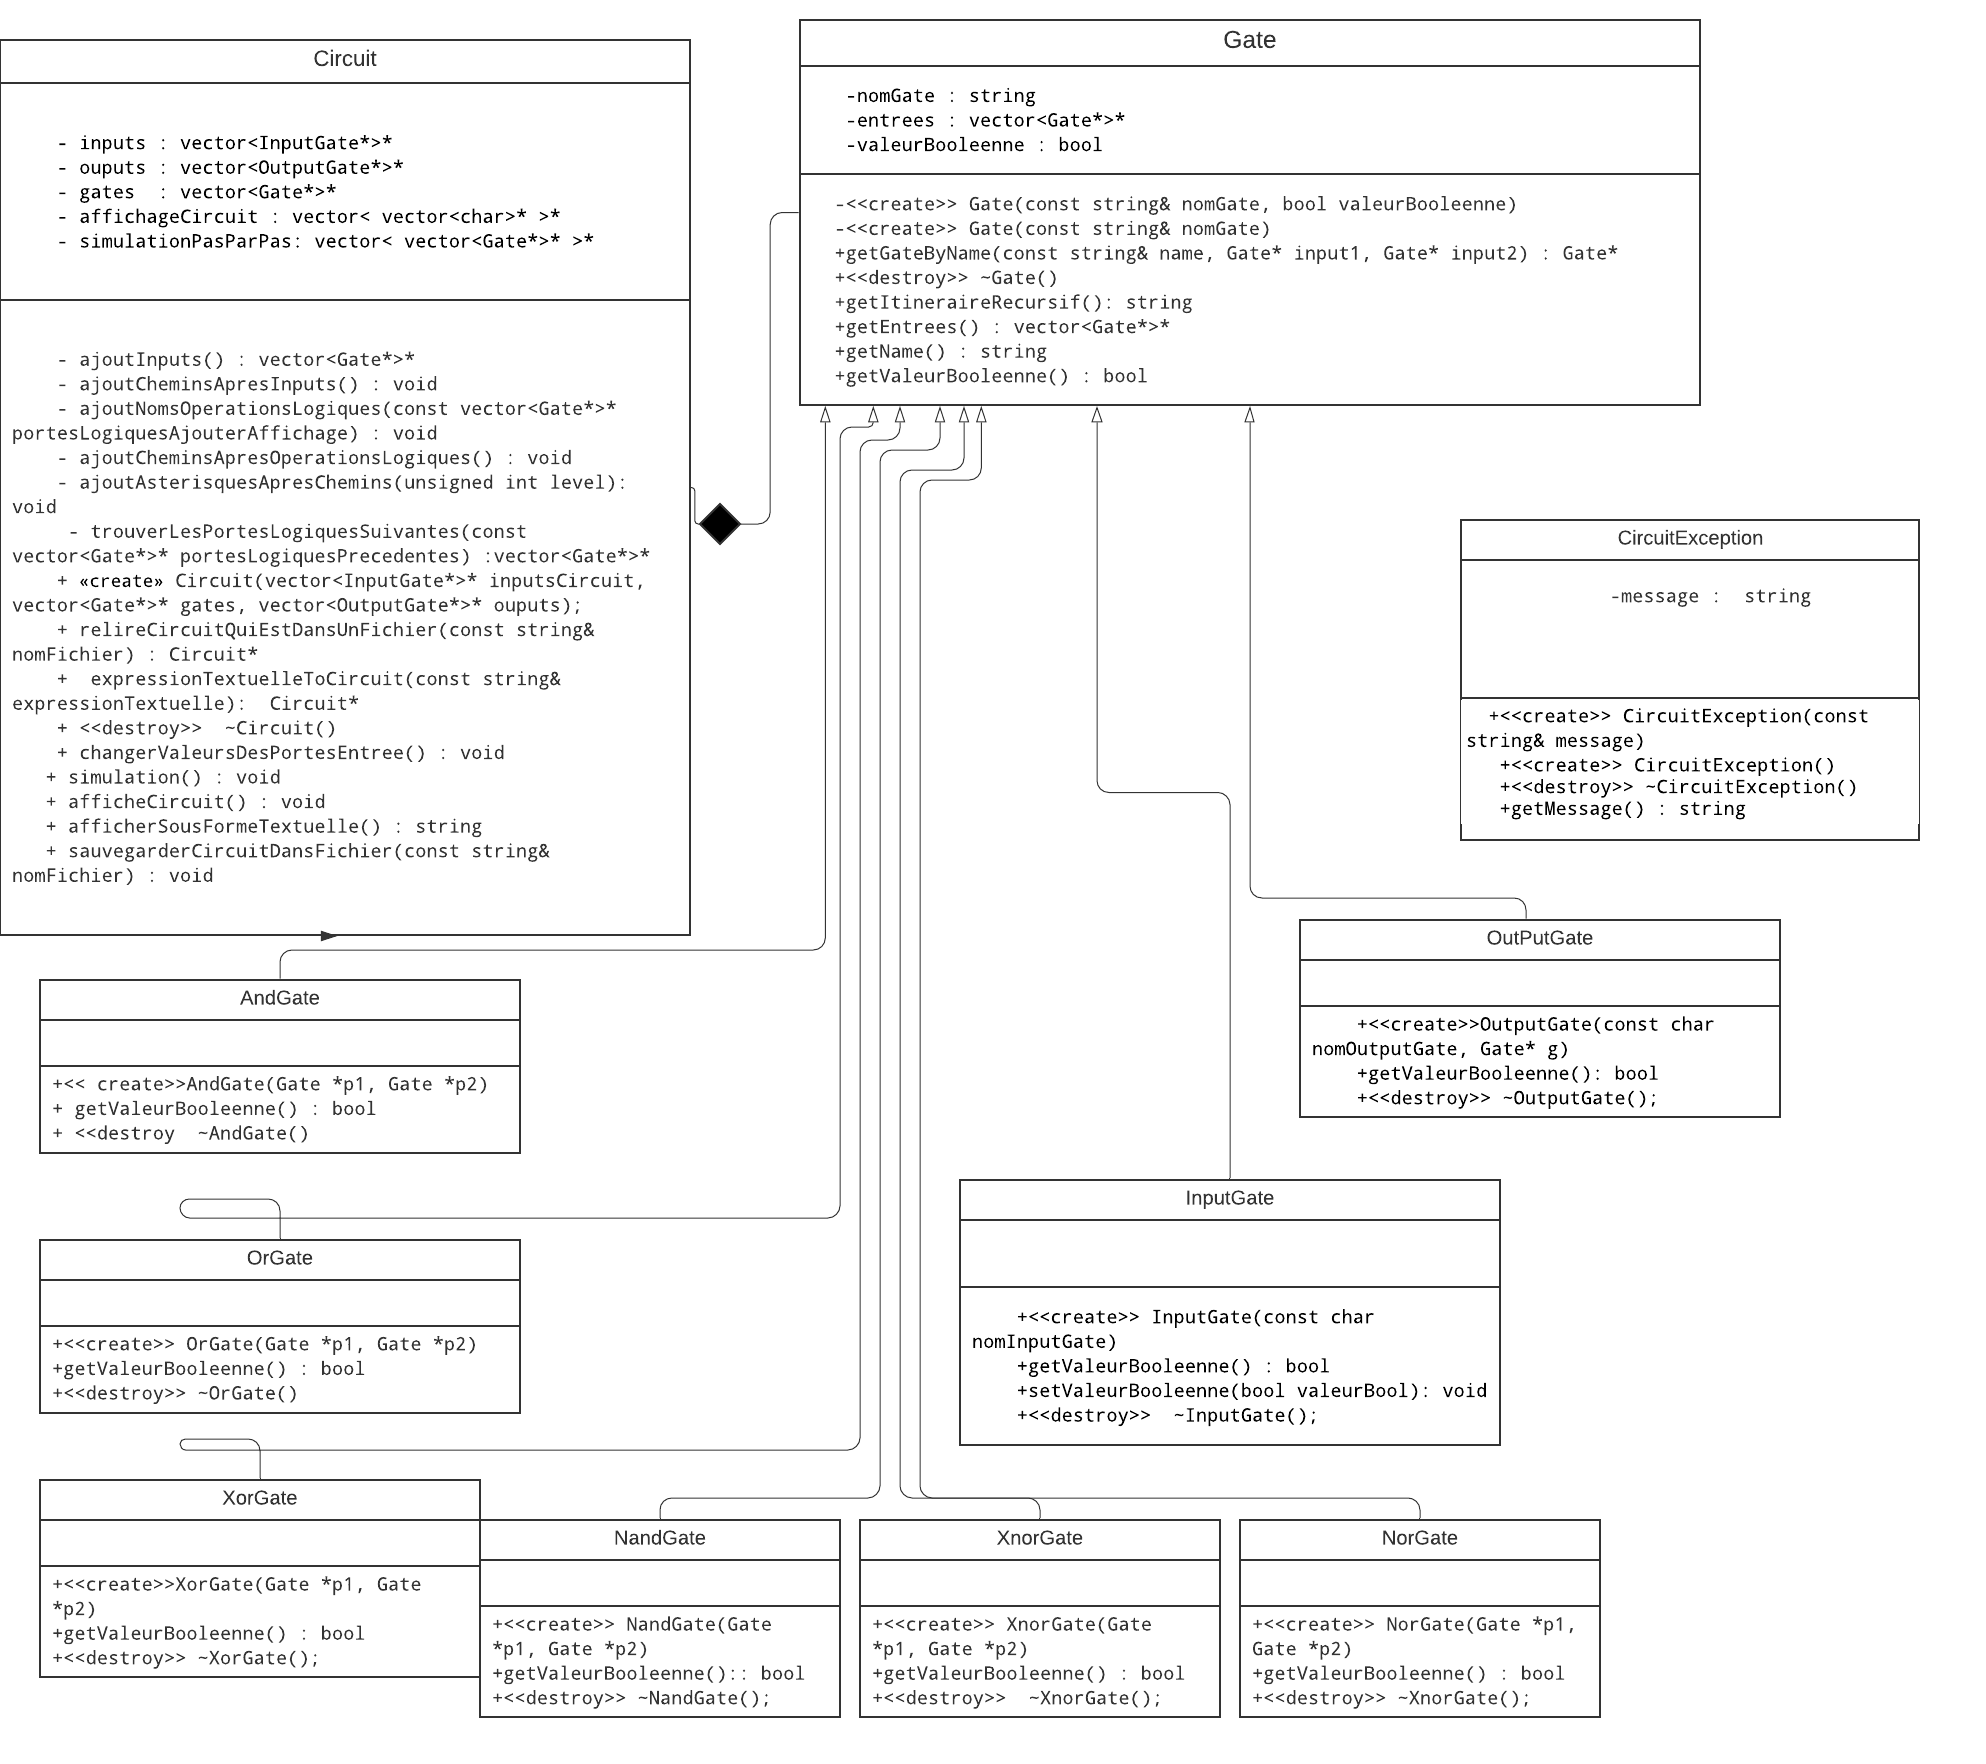 Circuit
- inputs : vector<InputGate*>*
- ouputs : vector<OutputGate*>*
- gates  : vector<Gate*>*
- affichageCircuit : vector< vector<char>* >*
- simulationPasParPas: vector< vector<Gate*>* >*
- ajoutInputs() : vector<Gate*>*
- ajoutCheminsApresInputs() : void
- ajoutNomsOperationsLogiques(const vector<Gate*>*
portesLogiquesAjouterAffichage) : void
- ajoutCheminsApresOperationsLogiques() : void
- ajoutAsterisquesApresChemins(unsigned int level):
void
- trouverLesPortesLogiquesSuivantes(const
vector<Gate*>* portesLogiquesPrecedentes) :vector<Gate*>*
+ «create» Circuit(vector<InputGate*>* inputsCircuit,
vector<Gate*>* gates, vector<OutputGate*>* ouputs);
+ relireCircuitQuiEstDansUnFichier(const string&
nomFichier) : Circuit*
+  expressionTextuelleToCircuit(const string&
expressionTextuelle):  Circuit*
+ <<destroy>>  ~Circuit()
+ changerValeursDesPortesEntree() : void
+ simulation() : void
+ afficheCircuit() : void
+ afficherSousFormeTextuelle() : string
+ sauvegarderCircuitDansFichier(const string&
nomFichier) : void
Gate
-nomGate : string
-entrees : vector<Gate*>*
-valeurBooleenne : bool
-<<create>> Gate(const string& nomGate, bool valeurBooleenne)
-<<create>> Gate(const string& nomGate)
+getGateByName(const string& name, Gate* input1, Gate* input2) : Gate*
+<<destroy>> ~Gate()
+getItineraireRecursif(): string
+getEntrees() : vector<Gate*>*
+getName() : string
+getValeurBooleenne() : bool
CircuitException
-message :  string
+<<create>> CircuitException(const
string& message)
+<<create>> CircuitException()
+<<destroy>> ~CircuitException()
+getMessage() : string
OutPutGate
+<<create>>OutputGate(const char
nomOutputGate, Gate* g)
+getValeurBooleenne(): bool
+<<destroy>> ~OutputGate();
AndGate
+<< create>>AndGate(Gate *p1, Gate *p2)
+ getValeurBooleenne() : bool
+ <<destroy  ~AndGate()
InputGate
+<<create>> InputGate(const char
nomInputGate)
+getValeurBooleenne() : bool
+setValeurBooleenne(bool valeurBool): void
+<<destroy>>  ~InputGate();
OrGate
+<<create>> OrGate(Gate *p1, Gate *p2)
+getValeurBooleenne() : bool
+<<destroy>> ~OrGate()
XorGate
+<<create>>XorGate(Gate *p1, Gate
*p2)
+getValeurBooleenne() : bool
+<<destroy>> ~XorGate();
NandGate
+<<create>> NandGate(Gate
*p1, Gate *p2)
+getValeurBooleenne():: bool
+<<destroy>> ~NandGate();
XnorGate
+<<create>> XnorGate(Gate
*p1, Gate *p2)
+getValeurBooleenne() : bool
+<<destroy>>  ~XnorGate();
NorGate
+<<create>> NorGate(Gate *p1,
Gate *p2)
+getValeurBooleenne() : bool
+<<destroy>> ~XnorGate();